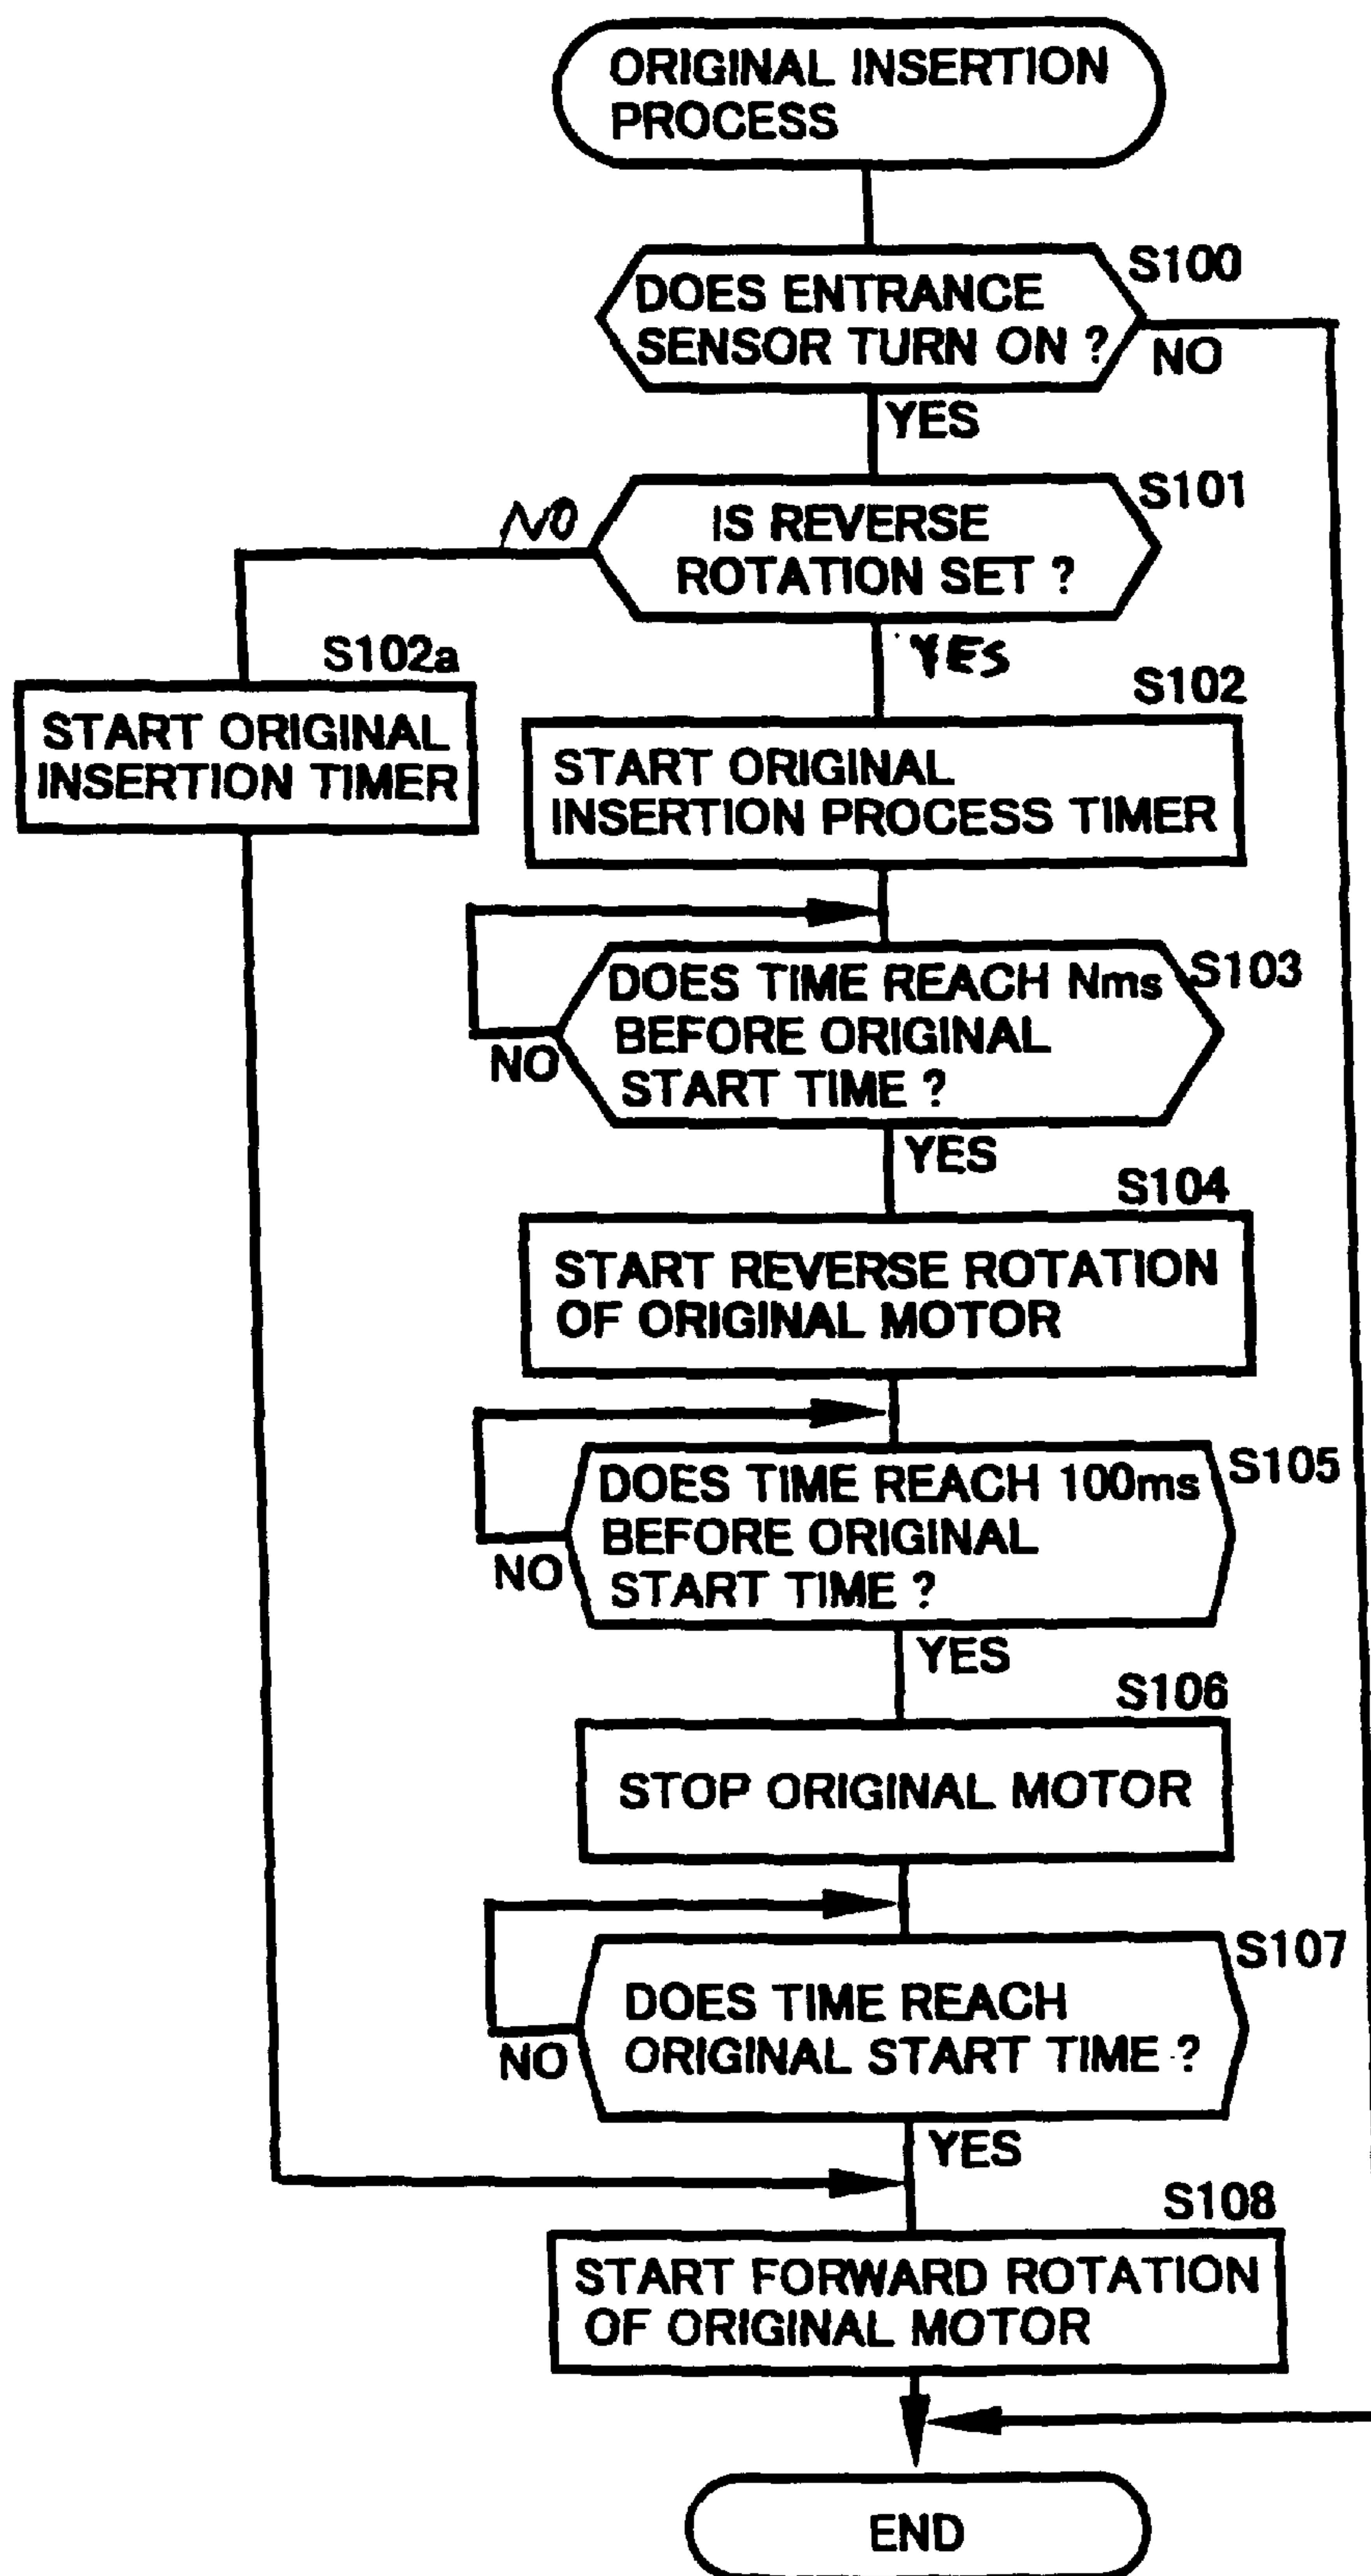 ORIGINAL INSERTION
PROCESS
S100
DOES ENTRANCE
SENSOR TURN ON ?
NO
YES
S101
NO
IS REVERSE
ROTATION SET ?
YES
S102a
START ORIGINAL
INSERTION TIMER
S102
START ORIGINAL
INSERTION PROCESS TIMER
S103
DOES TIME REACH Nms
BEFORE ORIGINAL
START TIME ?
NO
YES
S104
START REVERSE ROTATION
OF ORIGINAL MOTOR
S105
DOES TIME REACH 100ms
BEFORE ORIGINAL
START TIME ?
NO
YES
S106
STOP ORIGINAL MOTOR
S107
DOES TIME REACH
ORIGINAL START TIME ?
NO
YES
S108
START FORWARD ROTATION
OF ORIGINAL MOTOR
END